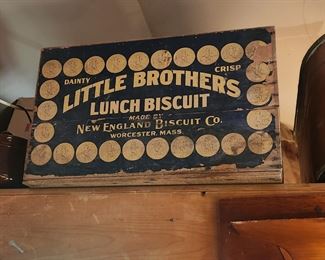 DAINTY CRISP
LITTLE BROTHERS
LUNCH BISCUIT
MADE BY
NEW ENGLAND BISCUIT CO.
WORCESTER, MASS.